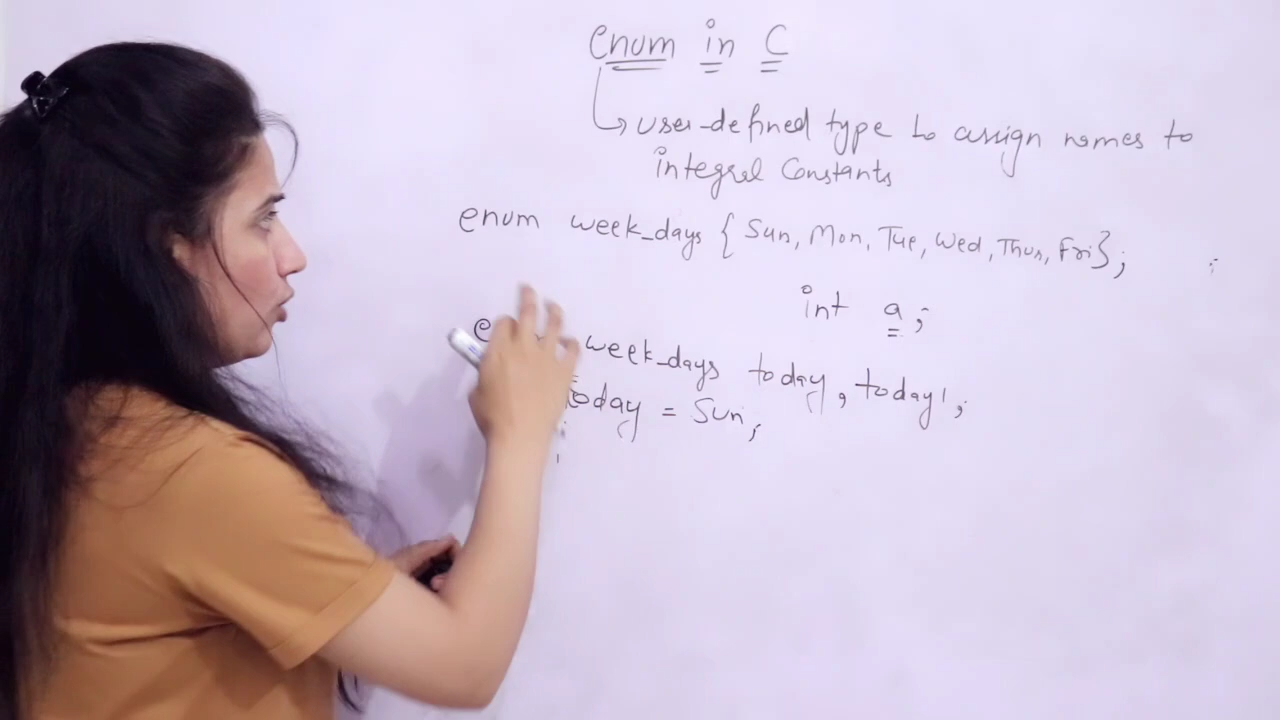 enum in C
user-defined type to assign names to
integral Constants
enum week_days { Sun, Mon, Tue, Wed, Thus, Fri};
int a;
week_days today, today1;
today = Sun;